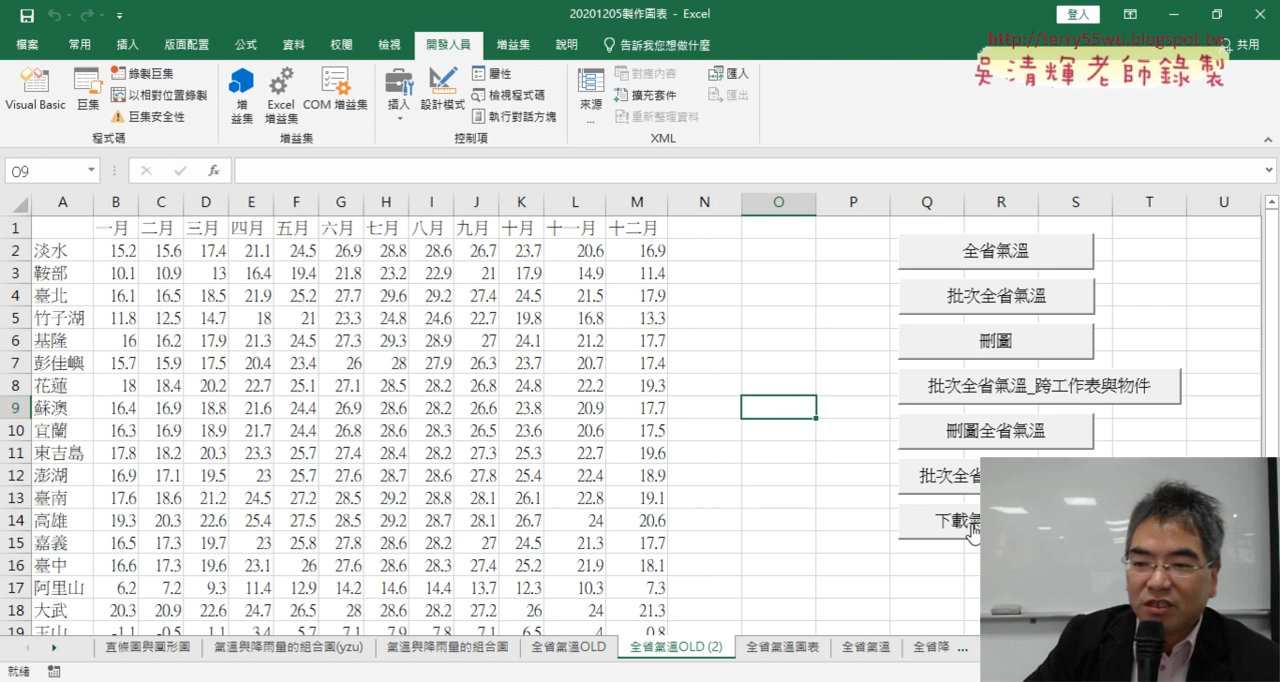 20201205製作圖表 - Excel
登入
檔案 常用 插入 版面配置 公式 資料 校閱 檢視 開發人員 增益集 說明 告訴我您想做什麼 共用
http://terry55wu.blogspot.tw
吳清輝老師錄製
Visual Basic 巨集 錄製巨集 以相對位置錄製 巨集安全性
程式碼
增益集 Excel 增益集 COM 增益集
增益集
插入 設計模式 屬性 檢視程式碼 執行對話方塊
控制項
來源... 對應內容 擴充套件 重新整理資料 匯入 匯出
XML
O9 fx
A B C D E F G H I J K L M N O P Q R S T U
1 一月 二月 三月 四月 五月 六月 七月 八月 九月 十月 十一月 十二月
2 淡水 15.2 15.6 17.4 21.1 24.5 26.9 28.8 28.6 26.7 23.7 20.6 16.9
3 鞍部 10.1 10.9 13 16.4 19.4 21.8 23.2 22.9 21 17.9 14.9 11.4
4 臺北 16.1 16.5 18.5 21.9 25.2 27.7 29.6 29.2 27.4 24.5 21.5 17.9
5 竹子湖 11.8 12.5 14.7 18 21 23.3 24.8 24.6 22.7 19.8 16.8 13.3
6 基隆 16 16.2 17.9 21.3 24.5 27.3 29.3 28.9 27 24.1 21.2 17.7
7 彭佳嶼 15.7 15.9 17.5 20.4 23.4 26 28 27.9 26.3 23.7 20.7 17.4
8 花蓮 18 18.4 20.2 22.7 25.1 27.1 28.5 28.2 26.8 24.8 22.2 19.3
9 蘇澳 16.4 16.9 18.8 21.6 24.4 26.9 28.6 28.2 26.6 23.8 20.9 17.7
10 宜蘭 16.3 16.9 18.9 21.7 24.4 26.8 28.6 28.3 26.5 23.6 20.6 17.5
11 東吉島 17.8 18.2 20.3 23.3 25.7 27.4 28.4 28.2 27.3 25.3 22.7 19.6
12 澎湖 16.9 17.1 19.5 23 25.7 27.6 28.7 28.6 27.8 25.4 22.4 18.9
13 臺南 17.6 18.6 21.2 24.5 27.2 28.5 29.2 28.8 28.1 26.1 22.8 19.1
14 高雄 19.3 20.3 22.6 25.4 27.5 28.5 29.2 28.7 28.1 26.7 24 20.6
15 嘉義 16.5 17.3 19.7 23 25.8 27.8 28.6 28.2 27 24.5 21.3 17.7
16 臺中 16.6 17.3 19.6 23.1 26 27.6 28.6 28.3 27.4 25.2 21.9 18.1
17 阿里山 6.2 7.2 9.3 11.4 12.9 14.2 14.6 14.4 13.7 12.3 10.3 7.3
18 大武 20.3 20.9 22.6 24.7 26.5 28 28.6 28.2 27.2 26 24 21.3
19 玉山 -1.1 -0.5 1.1 3.4 5.7 7.1 7.9 7.8 7.1 6.5 4 0.8
全省氣溫
批次全省氣溫
刪圖
批次全省氣溫_跨工作表與物件
刪圖全省氣溫
批次全省
下載氣
直條圖與圓形圖 氣溫與降雨量的組合圖(yzu) 氣溫與降雨量的組合圖 全省氣溫OLD 全省氣溫OLD (2) 全省氣溫圖表 全省氣溫 全省降 ...
就緒